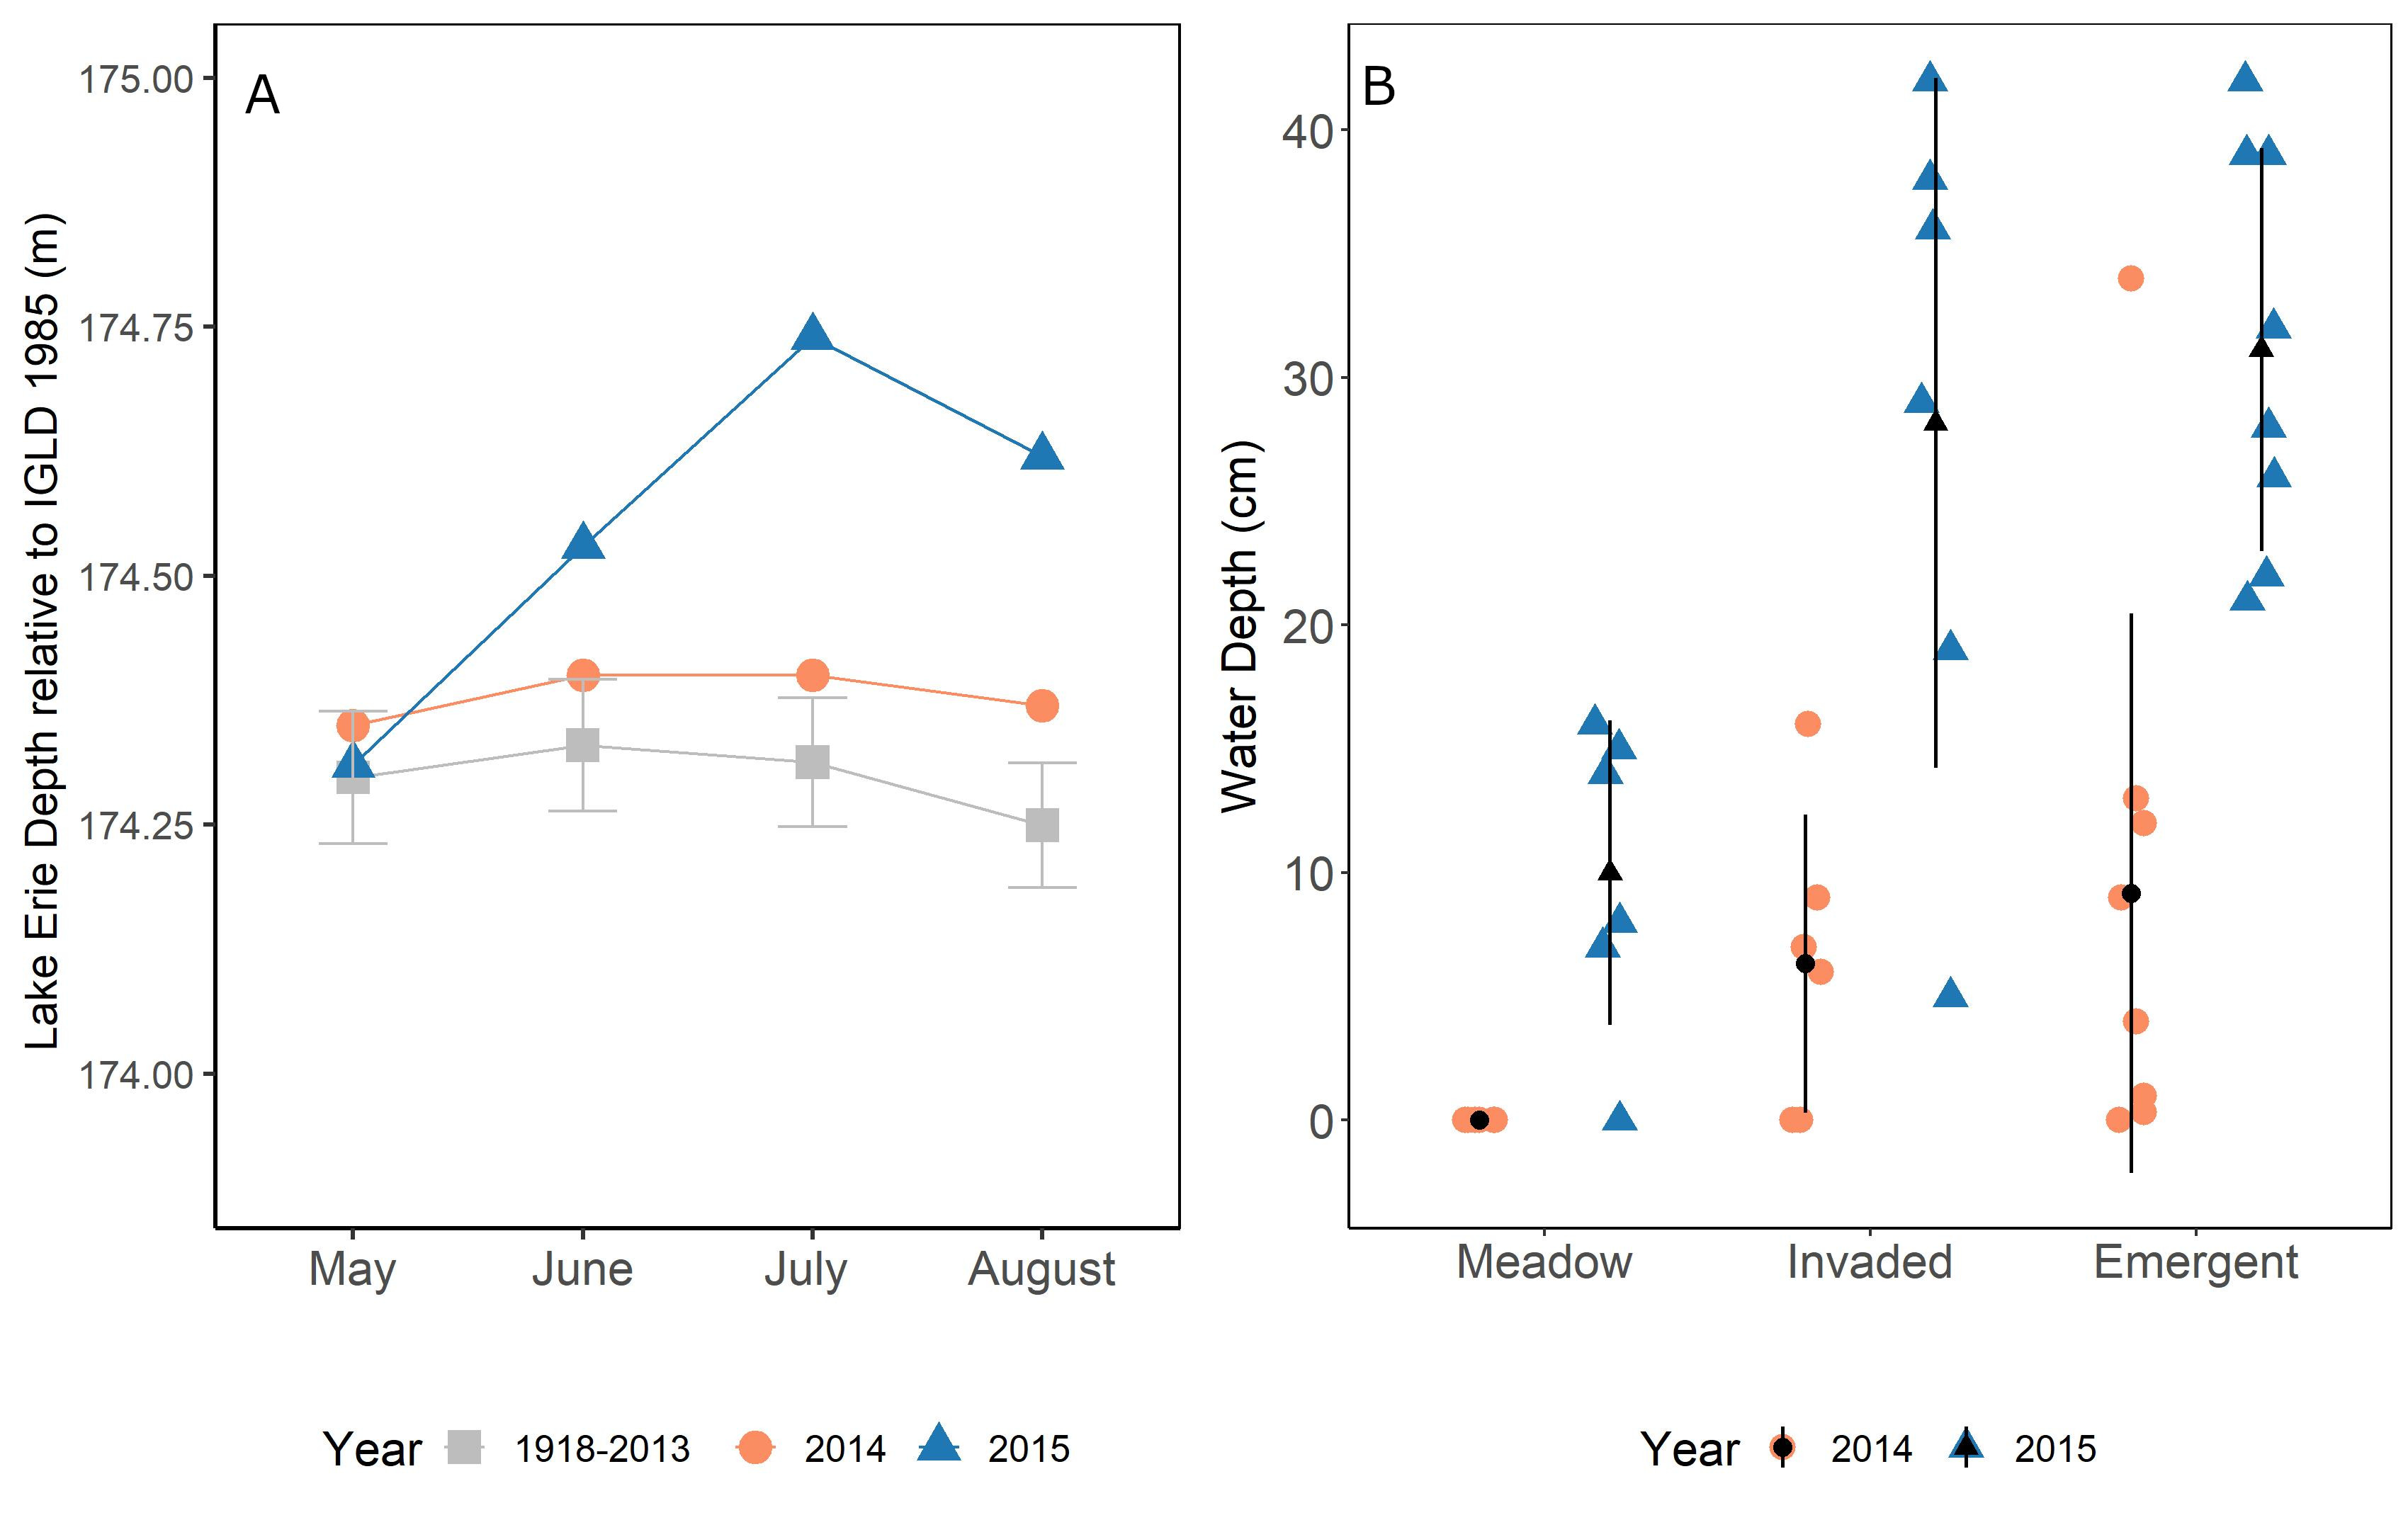 A
Lake Erie Depth relative to IGLD 1985 (m)
175.00
174.75
174.50
174.25
174.00
May June July August
Year 1918-2013 2014 2015
B
Water Depth (cm)
40
30
20
10
0
Meadow Invaded Emergent
Year 2014 2015